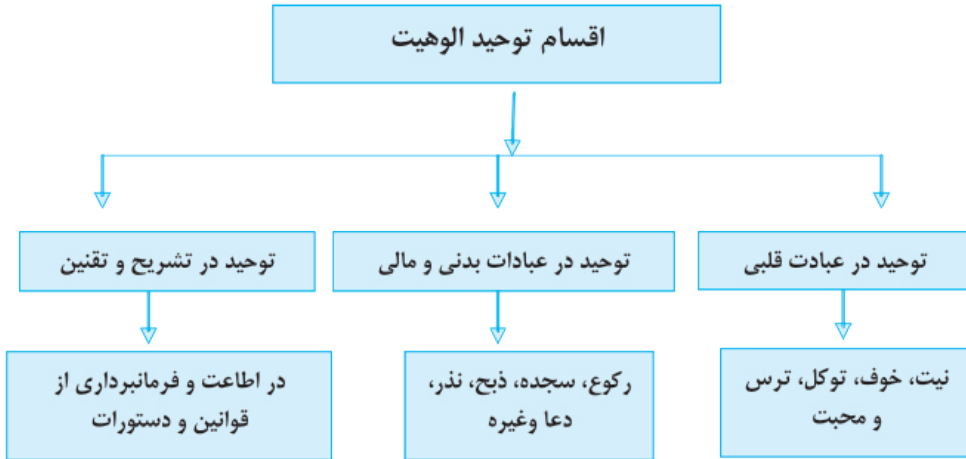 اقسام توحید الوهیت
توحید در عبادت قلبی
توحید در عبادات بدنی و مالی
توحید در تشریح و تقنین
نیت، خوف، توکل، ترس
و محبت
رکوع، سجده، ذبح، نذر،
دعا وغیره
در اطاعت و فرمانبرداری از
قوانین و دستورات